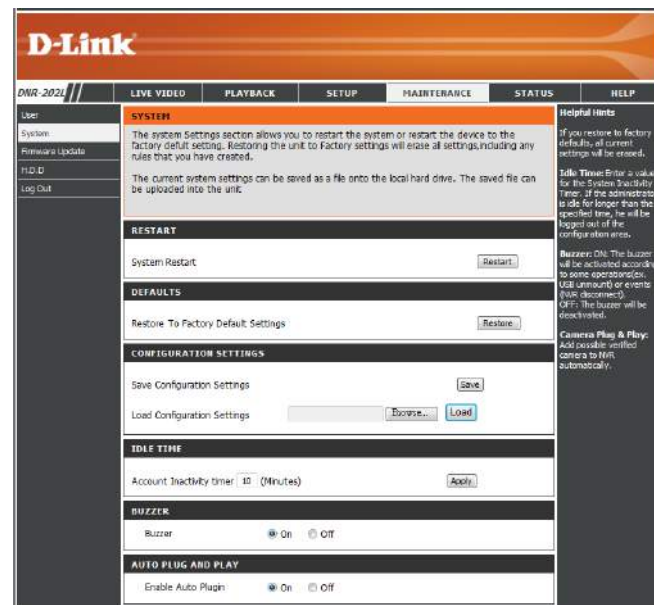 D-Link
DNR-202L
LIVE VIDEO
PLAYBACK
SETUP
MAINTENANCE
STATUS
HELP
User
System
Firmware Update
H.D.D
Log Out
SYSTEM
The system Settings section allows you to restart the system or restart the device to the
factory defult setting. Restoring the unit to Factory settings will erase all settings,including any
rules that you have created.
The current system settings can be saved as a file onto the local hard drive. The saved file can
be uploaded into the unit
RESTART
System Restart
Restart
DEFAULTS
Restore To Factory Default Settings
Restore
CONFIGURATION SETTINGS
Save Configuration Settings
Save
Load Configuration Settings
Browse...
Load
IDLE TIME
Account Inactivity timer 10 (Minutes)
Apply
BUZZER
Buzzer
On
Off
AUTO PLUG AND PLAY
Enable Auto Plugin
On
Off
Helpful Hints
If you restore to factory
defaults, all current
settings will be erased.
Idle Time: Enter a value
for the System Inactivity
Timer. If the administrato
is idle for longer than the
specified time, he will be
logged out of the
configuration area.
Buzzer: ON: The buzzer
will be activated accordin
to some operations(ex.
USB unmount) or events
(NVR disconnect).
OFF: The buzzer will be
deactivated.
Camera Plug & Play:
Add possible verified
camera to NVR
automatically.